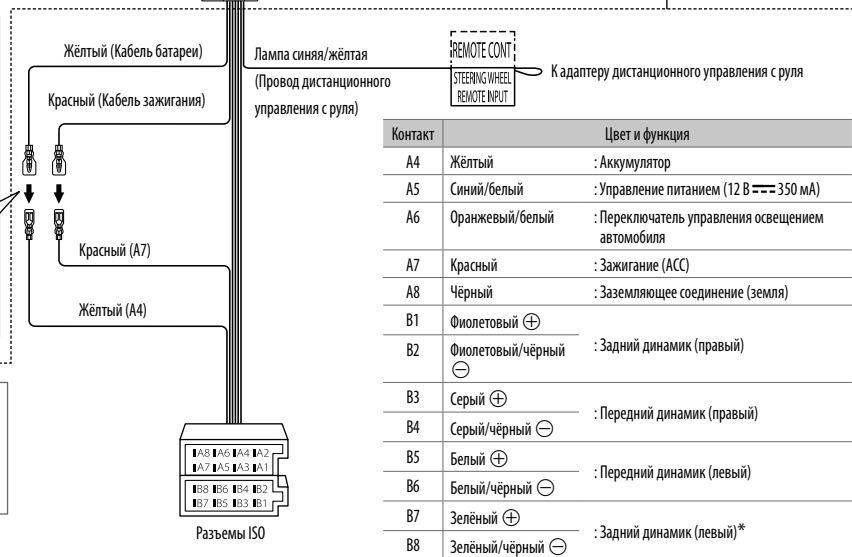 Жёлтый (Кабель батареи)
Красный (Кабель зажигания)
Лампа синяя/жёлтая
(Провод дистанционного
управления с руля)
REMOTE CONT
STEERING WHEEL
REMOTE INPUT
К адаптеру дистанционного управления с руля
Красный (A7)
Жёлтый (A4)
A8 A6 A4 A2
A7 A5 A3 A1
B8 B6 B4 B2
B7 B5 B3 B1
Разъемы ISO
Контакт Цвет и функция
A4 Жёлтый : Аккумулятор
A5 Синий/белый : Управление питанием (12 В ⎓ 350 мА)
A6 Оранжевый/белый : Переключатель управления освещением
автомобиля
A7 Красный : Зажигание (ACC)
A8 Чёрный : Заземляющее соединение (земля)
B1 Фиолетовый ⊕
: Задний динамик (правый)
B2 Фиолетовый/чёрный
⊖
B3 Серый ⊕
: Передний динамик (правый)
B4 Серый/чёрный ⊖
B5 Белый ⊕
: Передний динамик (левый)
B6 Белый/чёрный ⊖
B7 Зелёный ⊕
: Задний динамик (левый)*
B8 Зелёный/чёрный ⊖